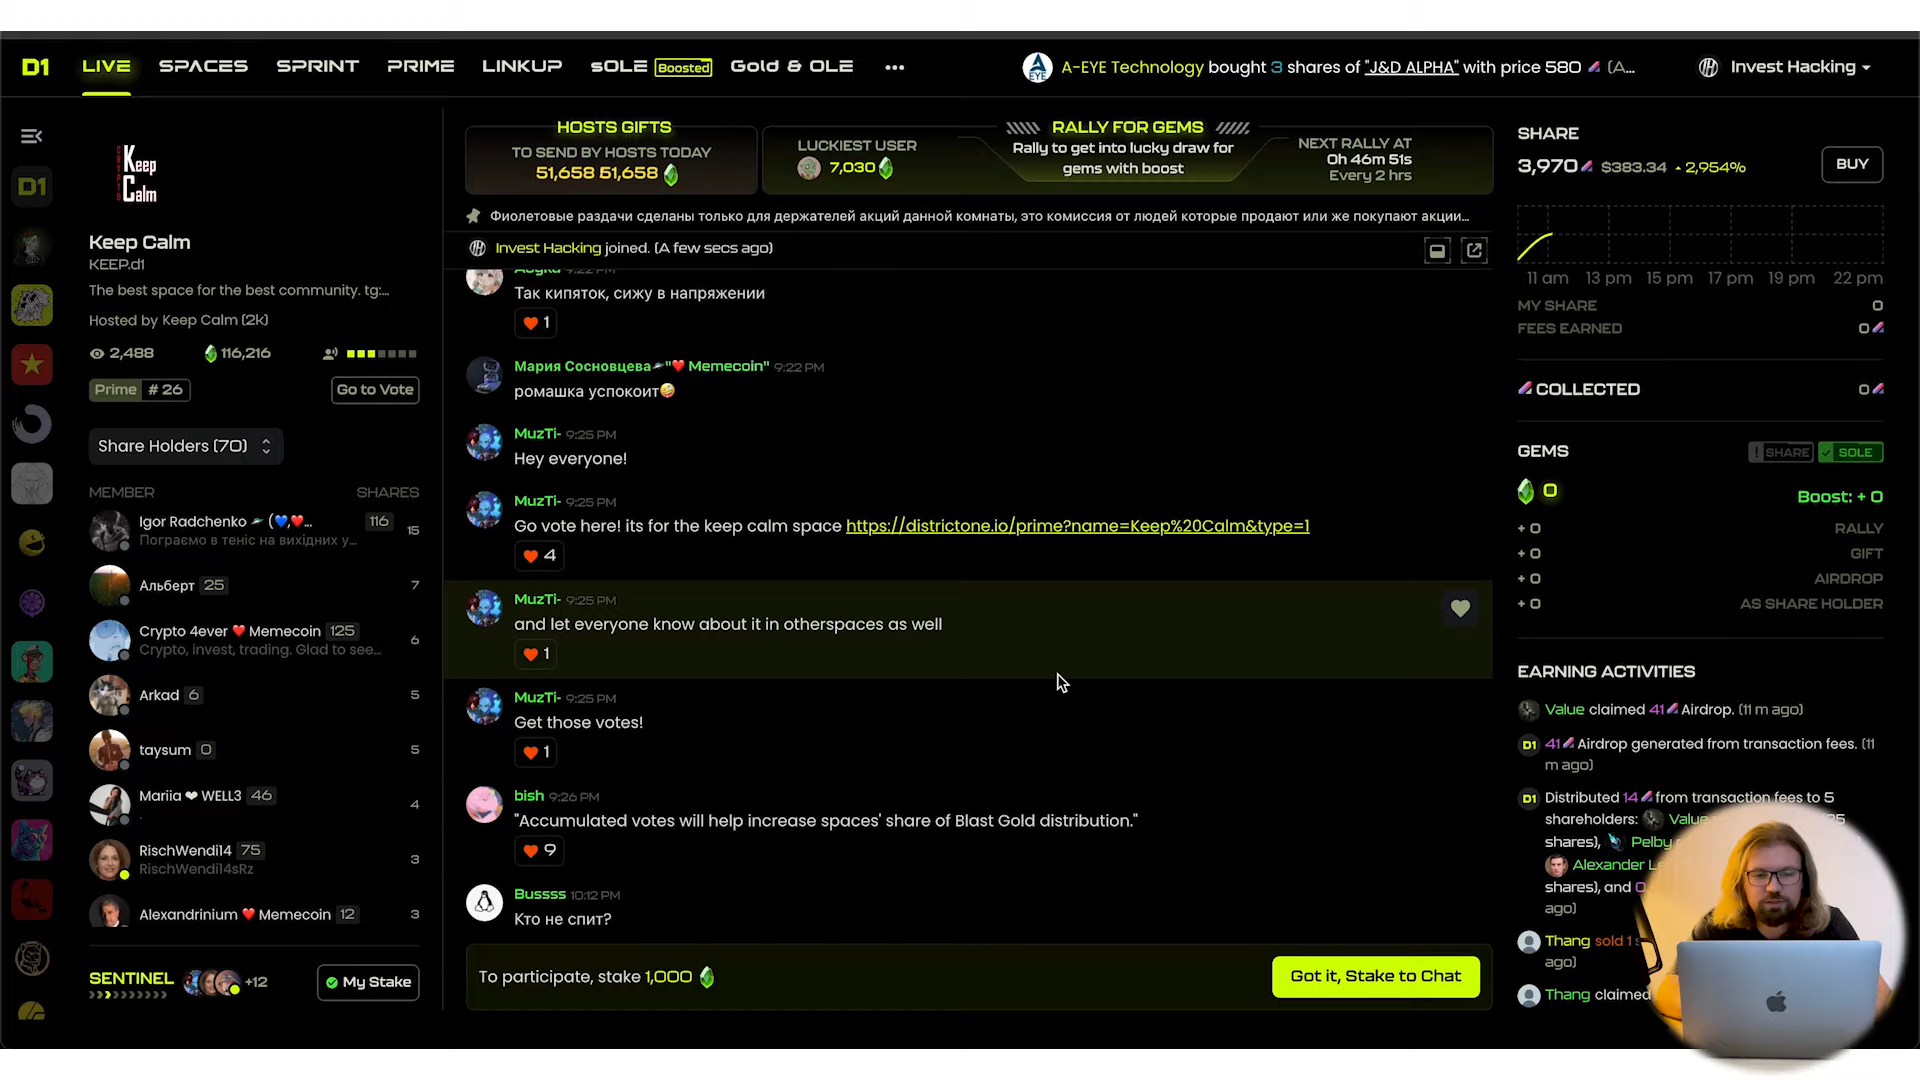 D1
LIVE
SPACES
SPRINT
PRIME
LINKUP
sOLE Boosted
Gold & OLE
•••
A-EYE Technology bought 3 shares of "J&D ALPHA" with price 580 (A...
Invest Hacking
D1
Keep
Calm
Keep Calm
KEEP.d1
The best space for the best community. tg:...
Hosted by Keep Calm (2k)
2,488
116,216
Prime # 26
Go to Vote
Share Holders (70)
MEMBER SHARES
Igor Radchenko (💙,❤️... 116
Пограємо в теніс на вихідних у...
15
Альберт 25
7
Crypto 4ever ❤️ Memecoin 125
Crypto, invest, trading. Glad to see...
6
Arkad 6
5
taysum 0
5
Mariia ❤ WELL3 46
.
4
RischWendi14 75
RischWendi14sRz
3
Alexandrinium ❤️ Memecoin 12
3
SENTINEL
+12
My Stake
HOSTS GIFTS
TO SEND BY HOSTS TODAY
51,658 51,658
LUCKIEST USER
7,030
RALLY FOR GEMS
Rally to get into lucky draw for
gems with boost
NEXT RALLY AT
0h 46m 51s
Every 2 hrs
Фиолетовые раздачи сделаны только для держателей акций данной комнаты, это комиссия от людей которые продают или же покупают акции...
Invest Hacking joined. (A few secs ago)
9:22 PM
Так кипяток, сижу в напряжении
1
Мария Сосновцева "❤️ Memecoin" 9:22 PM
ромашка успокоит🤪
MuzTi- 9:25 PM
Hey everyone!
MuzTi- 9:25 PM
Go vote here! its for the keep calm space https://districtone.io/prime?name=Keep%20Calm&type=1
4
MuzTi- 9:25 PM
and let everyone know about it in otherspaces as well
1
MuzTi- 9:25 PM
Get those votes!
1
bish 9:26 PM
"Accumulated votes will help increase spaces' share of Blast Gold distribution."
9
Bussss 10:12 PM
Кто не спит?
To participate, stake 1,000
Got it, Stake to Chat
SHARE
3,970 $383.34 2,954%
BUY
11 am 13 pm 15 pm 17 pm 19 pm 22 pm
MY SHARE 0
FEES EARNED 0
COLLECTED 0
GEMS
SHARE
SOLE
0
Boost: + 0
+ 0 RALLY
+ 0 GIFT
+ 0 AIRDROP
+ 0 AS SHARE HOLDER
EARNING ACTIVITIES
Value claimed 41 Airdrop. (11 m ago)
D1 41 Airdrop generated from transaction fees. (11
m ago)
D1 Distributed 14 from transaction fees to 5
shareholders: Value
shares), Pelby
Alexander
shares), and
ago)
Thang sold 1
ago)
Thang claimed